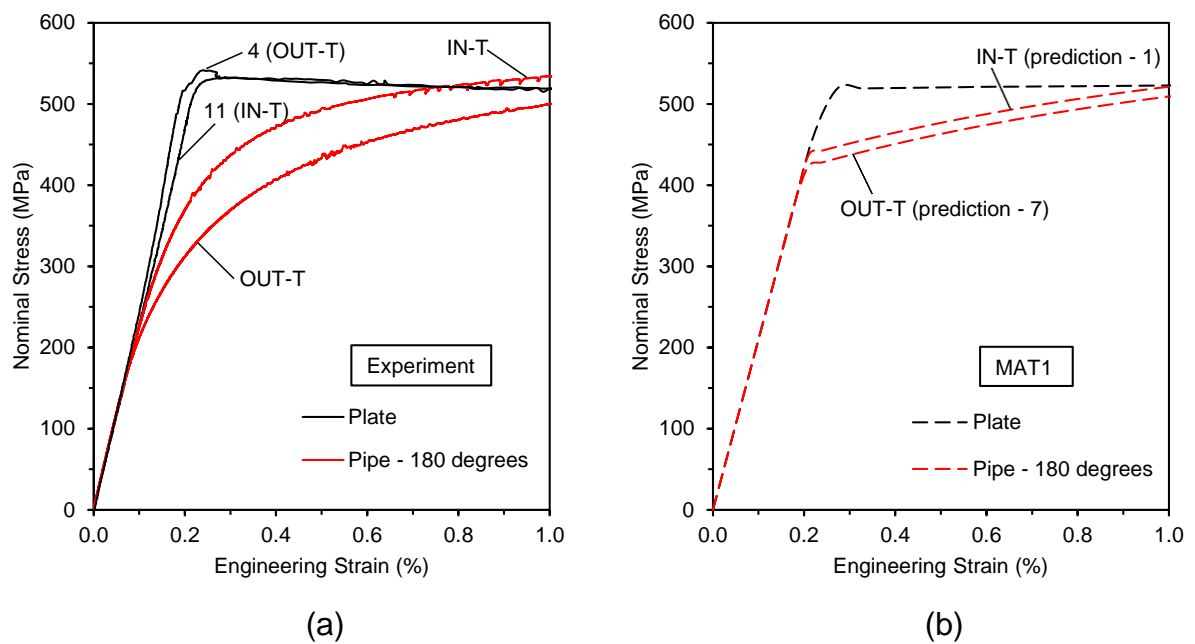 600
500
400
300
200
100
0
Nominal Stress (MPa)
4 (OUT-T)
IN-T
11 (IN-T)
OUT-T
Experiment
Plate
Pipe - 180 degrees
0.0 0.2 0.4 0.6 0.8 1.0
Engineering Strain (%)
(a)
600
500
400
300
200
100
0
Nominal Stress (MPa)
IN-T (prediction - 1)
OUT-T (prediction - 7)
MAT1
Plate
Pipe - 180 degrees
0.0 0.2 0.4 0.6 0.8 1.0
Engineering Strain (%)
(b)